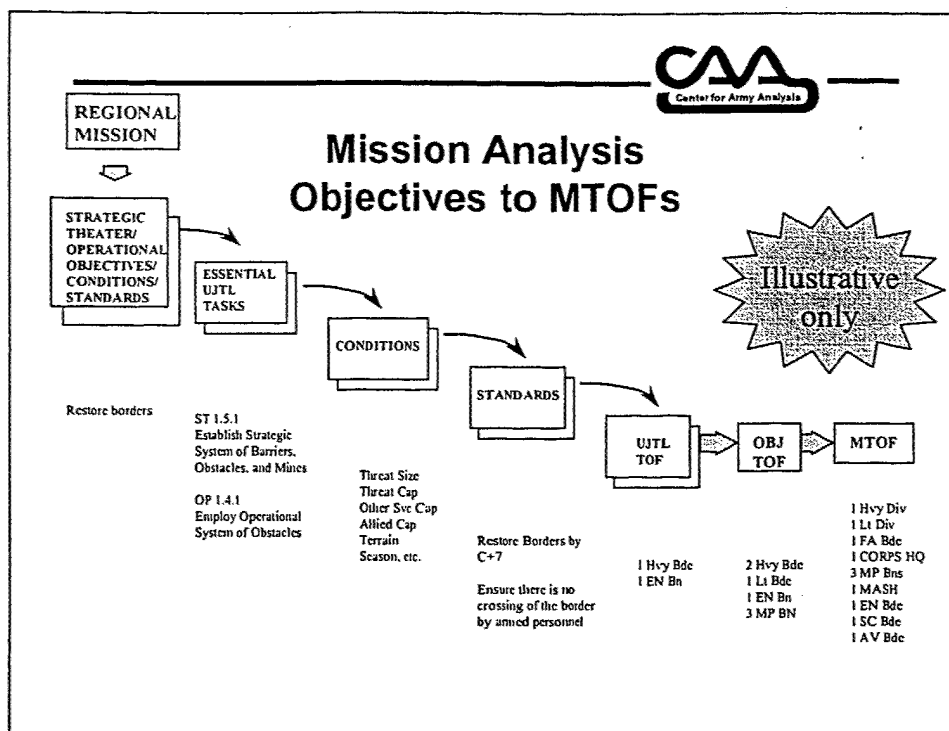 CAA
Center for Army Analysis
REGIONAL
MISSION
Mission Analysis
Objectives to MTOFs
STRATEGIC
THEATER/
OPERATIONAL
OBJECTIVES/
CONDITIONS/
STANDARDS
ESSENTIAL
UJTL
TASKS
CONDITIONS
STANDARDS
UJTL
TOF
OBJ
TOF
MTOF
Illustrative
only
Restore borders
ST 1.5.1
Establish Strategic
System of Barriers,
Obstacles, and Mines
OP 1.4.1
Employ Operational
System of Obstacles
Threat Size
Threat Cap
Other Svc Cap
Allied Cap
Terrain
Season, etc.
Restore Borders by
C+7
Ensure there is no
crossing of the border
by armed personnel
1 Hvy Bde
1 EN Bn
2 Hvy Bde
1 Lt Bde
1 EN Bn
3 MP BN
1 Hvy Div
1 Lt Div
1 FA Bde
1 CORPS HQ
3 MP Bns
1 MASH
1 EN Bde
1 SC Bde
1 AV Bde